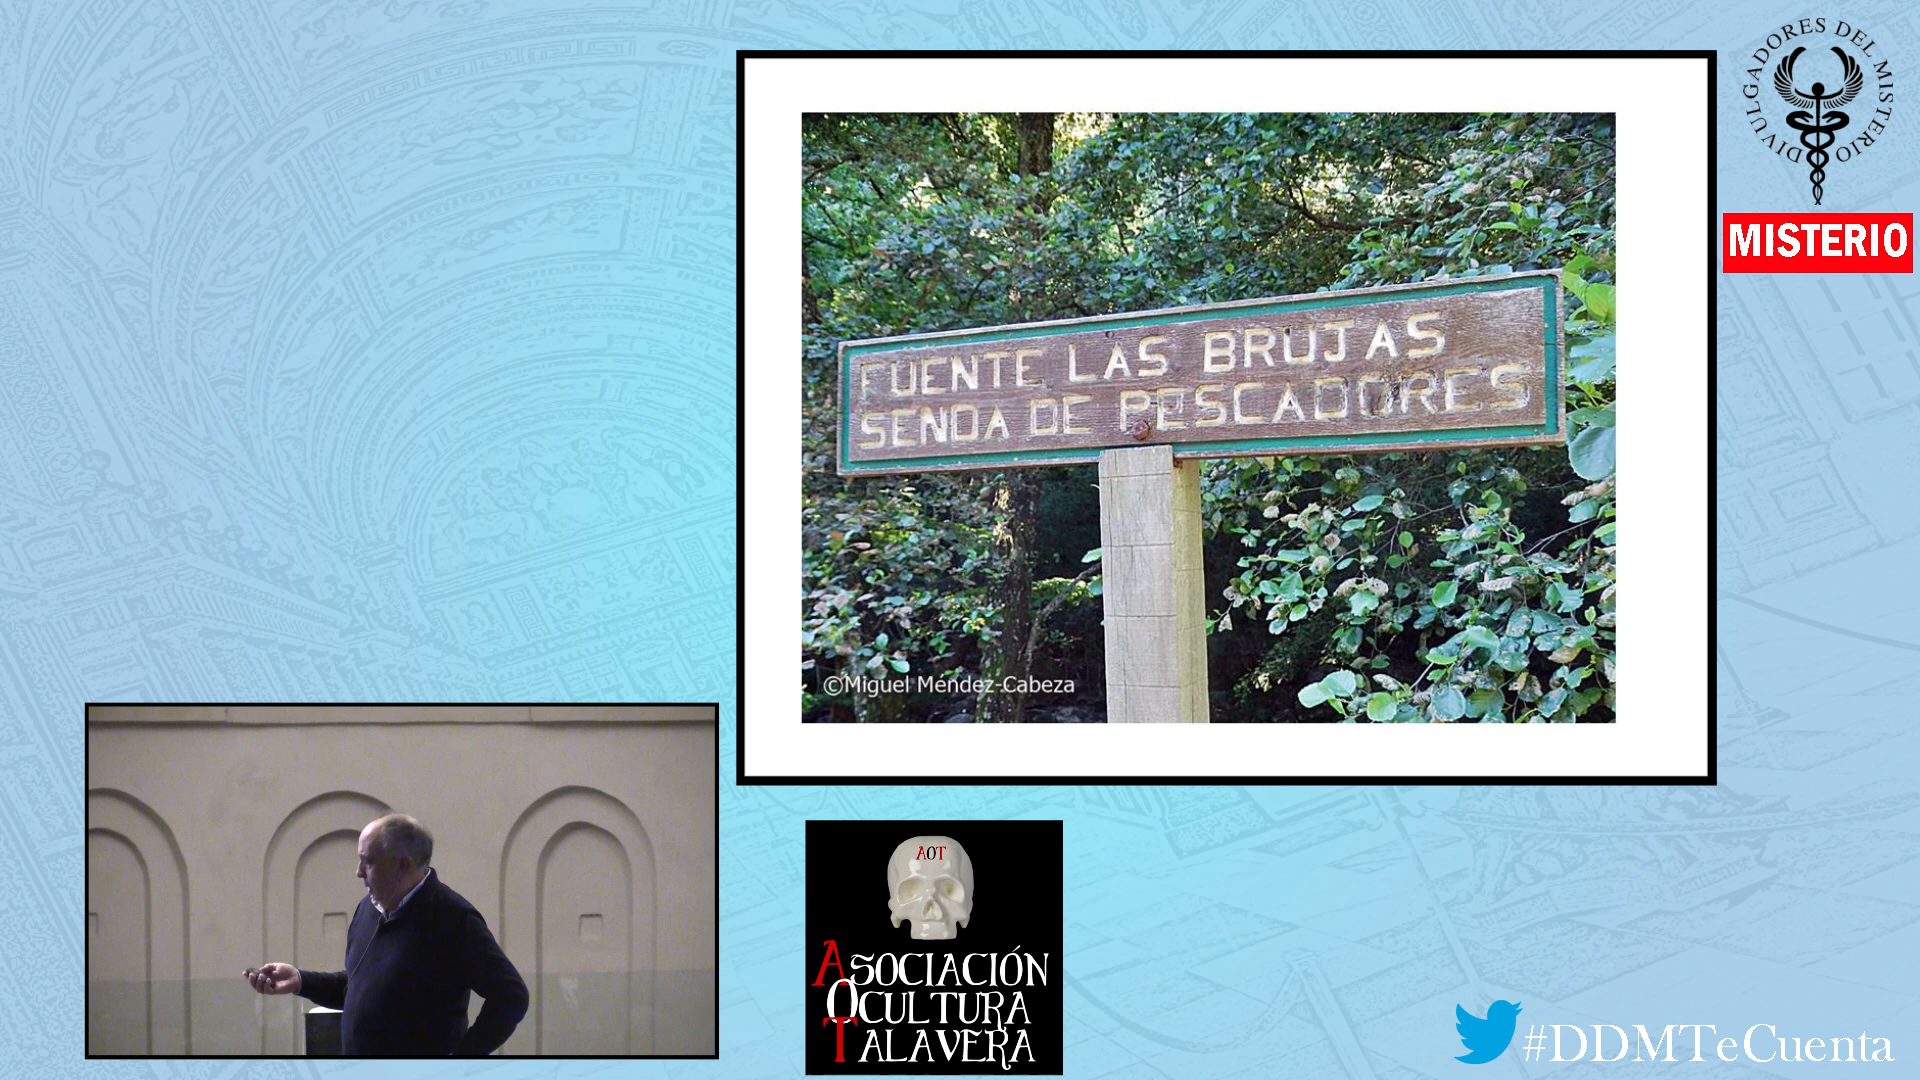 DIVULGADORES DEL MISTERIO
MISTERIO
FUENTE LAS BRUJAS
SENDA DE PESCADORES
©Miguel Méndez-Cabeza
AOT
ASOCIACIÓN
OCULTURA
TALAVERA
#DDMTeCuenta